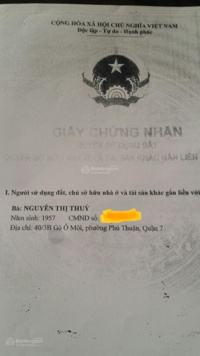 CỘNG HÒA XÃ HỘI CHỦ NGHĨA VIỆT NAM
Độc lập - Tự do - Hạnh phúc
GIẤY CHỨNG NHẬN
I. Người sử dụng đất, chủ sở hữu nhà ở và tài sản khác gắn liền với
Bà: NGUYỄN THỊ THUỲ
Năm sinh: 1957 CMND số:
Địa chỉ: 40/3B Gò Ô Môi, phường Phú Thuận, Quận 7